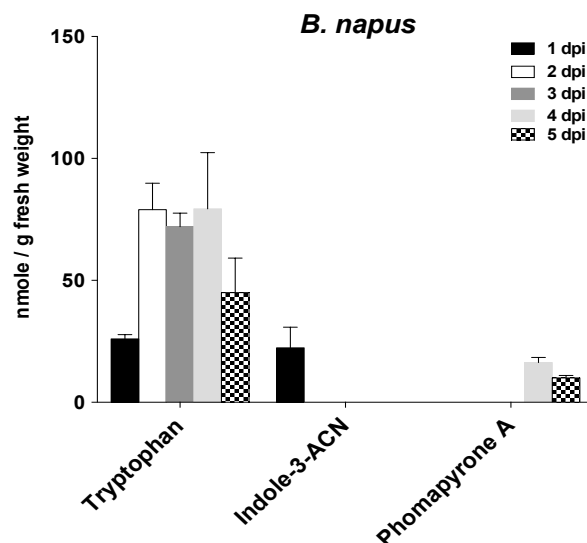 B. napus
150
100
50
0
nmole / g fresh weight
1 dpi
2 dpi
3 dpi
4 dpi
5 dpi
Tryptophan
Indole-3-ACN
Phomapyrone A